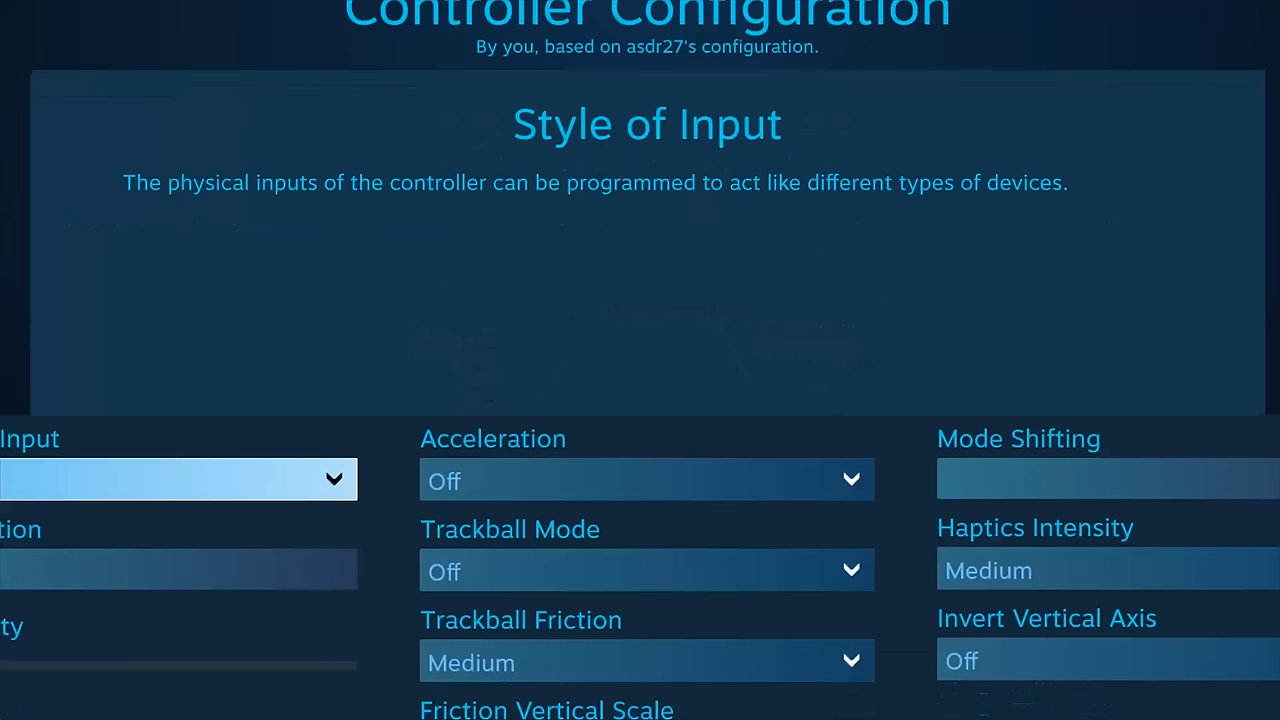 Controller Configuration
By you, based on asdr27's configuration.
Style of Input
The physical inputs of the controller can be programmed to act like different types of devices.
Input
Acceleration
Off
Mode Shifting
tion
Trackball Mode
Off
Haptics Intensity
Medium
ty
Trackball Friction
Medium
Invert Vertical Axis
Off
Friction Vertical Scale